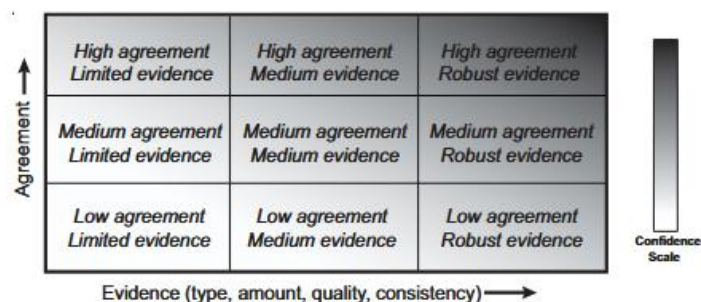 High agreement
Limited evidence
High agreement
Medium evidence
High agreement
Robust evidence
Medium agreement
Limited evidence
Medium agreement
Medium evidence
Medium agreement
Robust evidence
Low agreement
Limited evidence
Low agreement
Medium evidence
Low agreement
Robust evidence
Agreement
Evidence (type, amount, quality, consistency)
Confidence
Scale